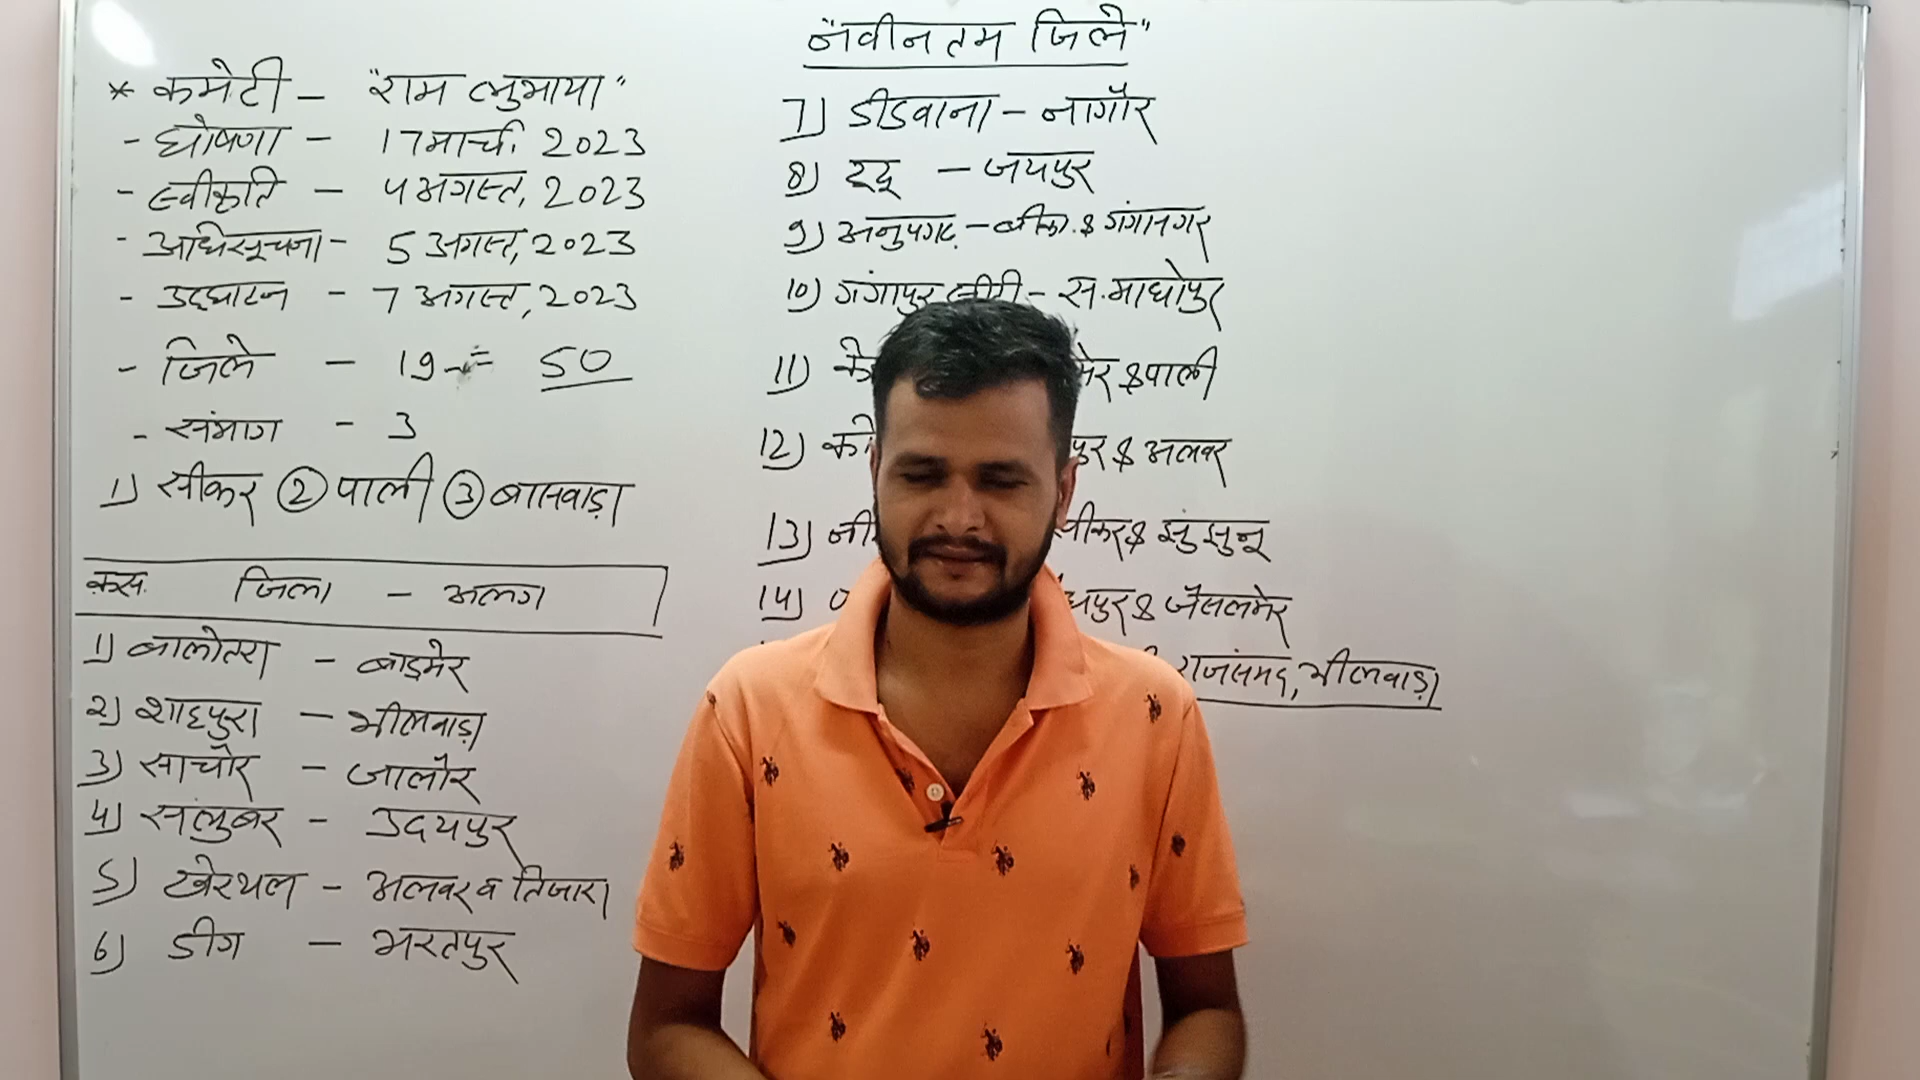 "नवीनतम जिले"
* कमेटी - "राम लुभाया"
- घोषणा - 17 मार्च, 2023
- स्वीकृति - 4 अगस्त, 2023
- अधिसूचना - 5 अगस्त, 2023
- उद्घाटन - 7 अगस्त, 2023
- जिले - 19 = 50
- संभाग - 3
1) सीकर ② पाली ③ बासवाड़ा
क्रस. जिला - अलग
1) बालोतरा - बाड़मेर
2) शाहपुरा - भीलवाड़ा
3) साचौर - जालौर
4) सलुंबर - उदयपुर
5) खैरथल - अलवर व तिजारा
6) डीग - भरतपुर
7) डीडवाना - नागौर
8) दूदू - जयपुर
9) अनुपगढ़ - बीका. & गंगानगर
10) गंगापुर सीटी - स.माधोपुर
11) & पाली
12) & अलवर
13) सीकर & झुंझुनू
14) & जैसलमेर
राजसंमद, भीलवाड़ा